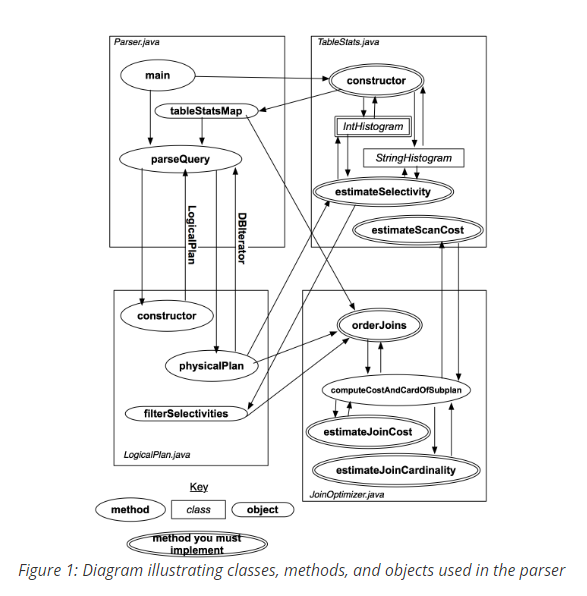 Parser.java
TableStats.java
main
constructor
tableStatsMap
IntHistogram
parseQuery
StringHistogram
estimateSelectivity
LogicalPlan
DBIterator
estimateScanCost
constructor
orderJoins
physicalPlan
computeCostAndCardOfSubplan
filterSelectivities
estimateJoinCost
LogicalPlan.java
estimateJoinCardinality
JoinOptimizer.java
Key
method
class
object
method you must
implement
Figure 1: Diagram illustrating classes, methods, and objects used in the parser